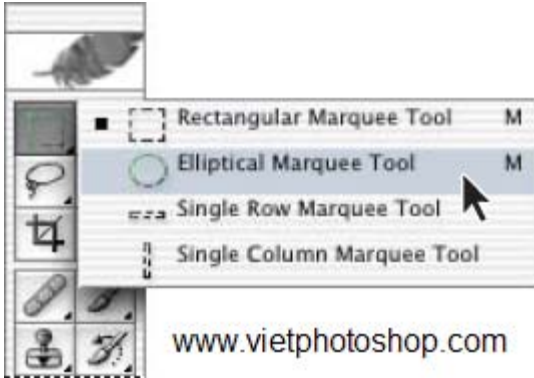 Rectangular Marquee Tool M
Elliptical Marquee Tool M
Single Row Marquee Tool
Single Column Marquee Tool
www.vietphotoshop.com